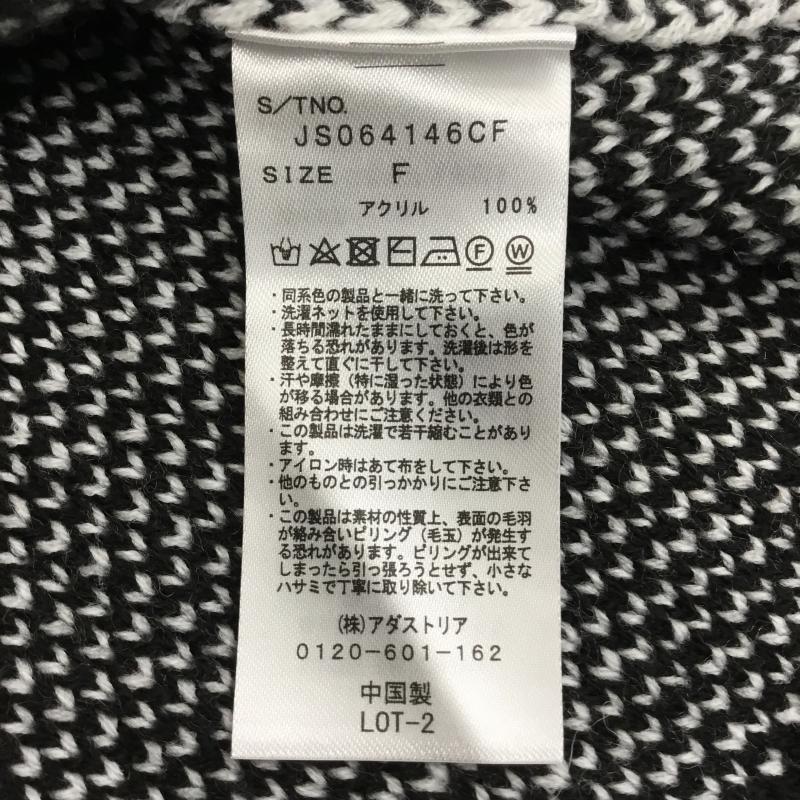 S/TNO.
JS064146CF
SIZE F
アクリル 100%
F W
・同系色の製品と一緒に洗って下さい。
・洗濯ネットを使用して下さい。
・長時間濡れたままにしておくと、色が
落ちる恐れがあります。洗濯後は形を
整えて直ぐに干して下さい。
・汗や摩擦（特に湿った状態）により色
が移る場合があります。他の衣類との
組み合わせにご注意ください。
・この製品は洗濯で若干縮むことがあり
ます。
・アイロン時はあて布をして下さい。
・他のものとの引っかかりにご注意下さ
い。
・この製品は素材の性質上、表面の毛羽
が絡み合いピリング（毛玉）が発生す
る恐れがあります。ピリングが出来て
しまったら引っ張ろうとせず、小さな
ハサミで丁寧に取り除いて下さい。
(株)アダストリア
0120-601-162
中国製
LOT-2